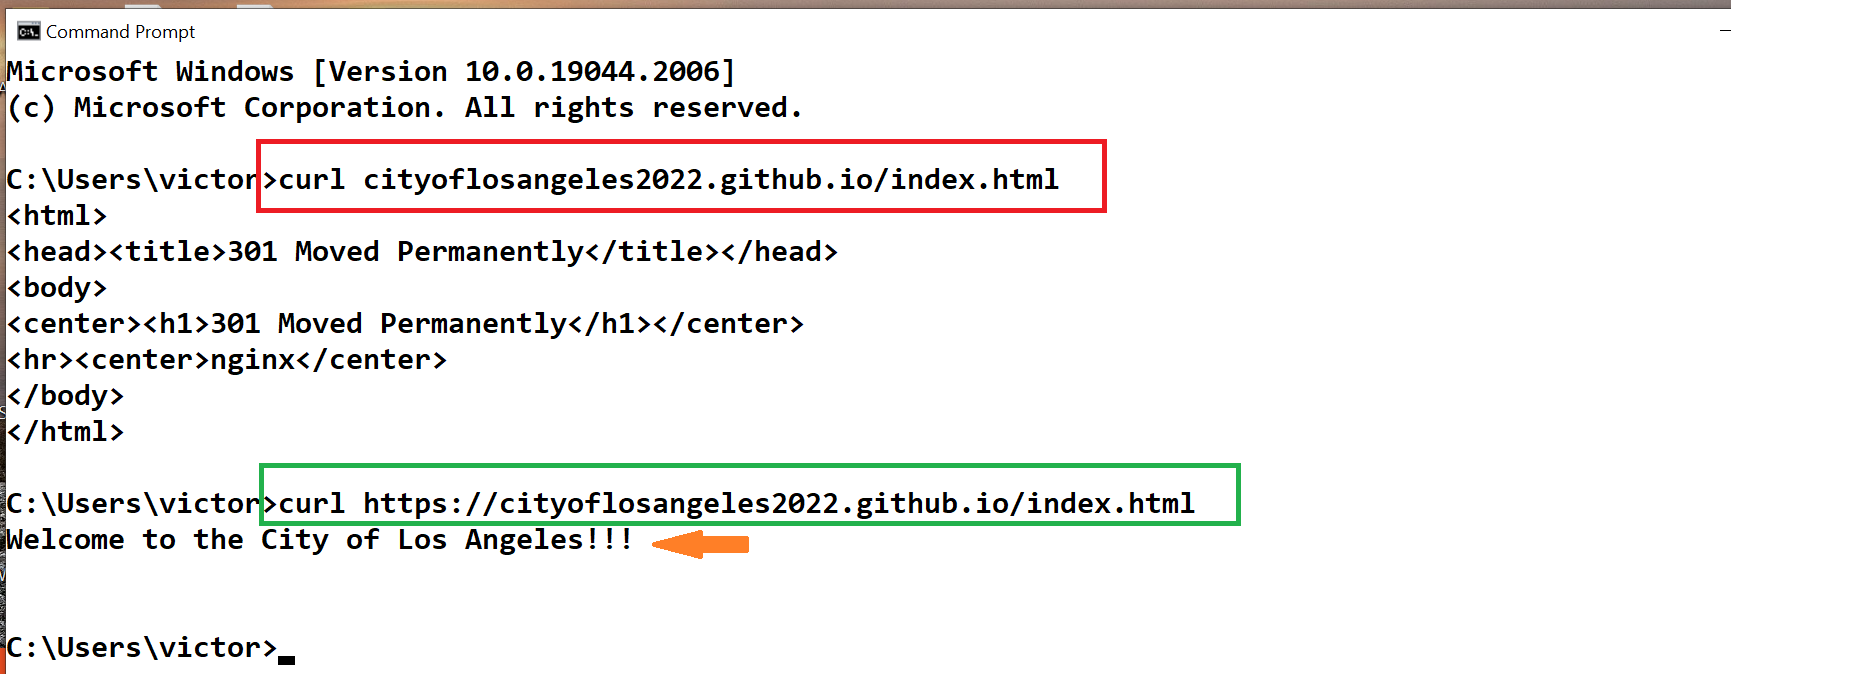 Command Prompt
Microsoft Windows [Version 10.0.19044.2006]
(c) Microsoft Corporation. All rights reserved.
C:\Users\victor>curl cityoflosangeles2022.github.io/index.html
<html>
<head><title>301 Moved Permanently</title></head>
<body>
<center><h1>301 Moved Permanently</h1></center>
<hr><center>nginx</center>
</body>
</html>
C:\Users\victor>curl https://cityoflosangeles2022.github.io/index.html
Welcome to the City of Los Angeles!!!
C:\Users\victor>